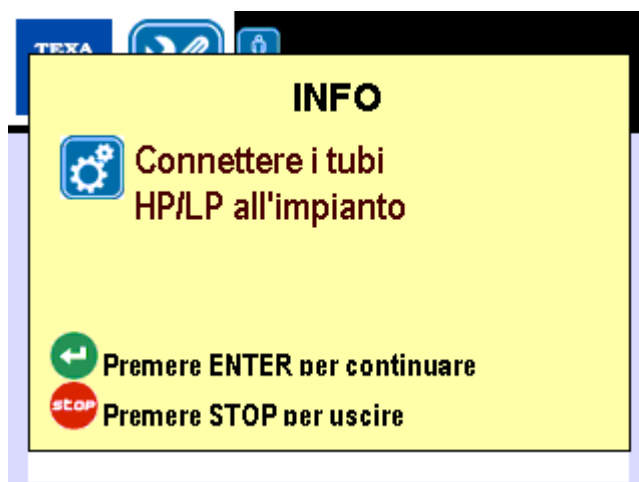 TEXA
INFO
Connettere i tubi
HP/LP all'impianto
Premere ENTER per continuare
stop Premere STOP per uscire